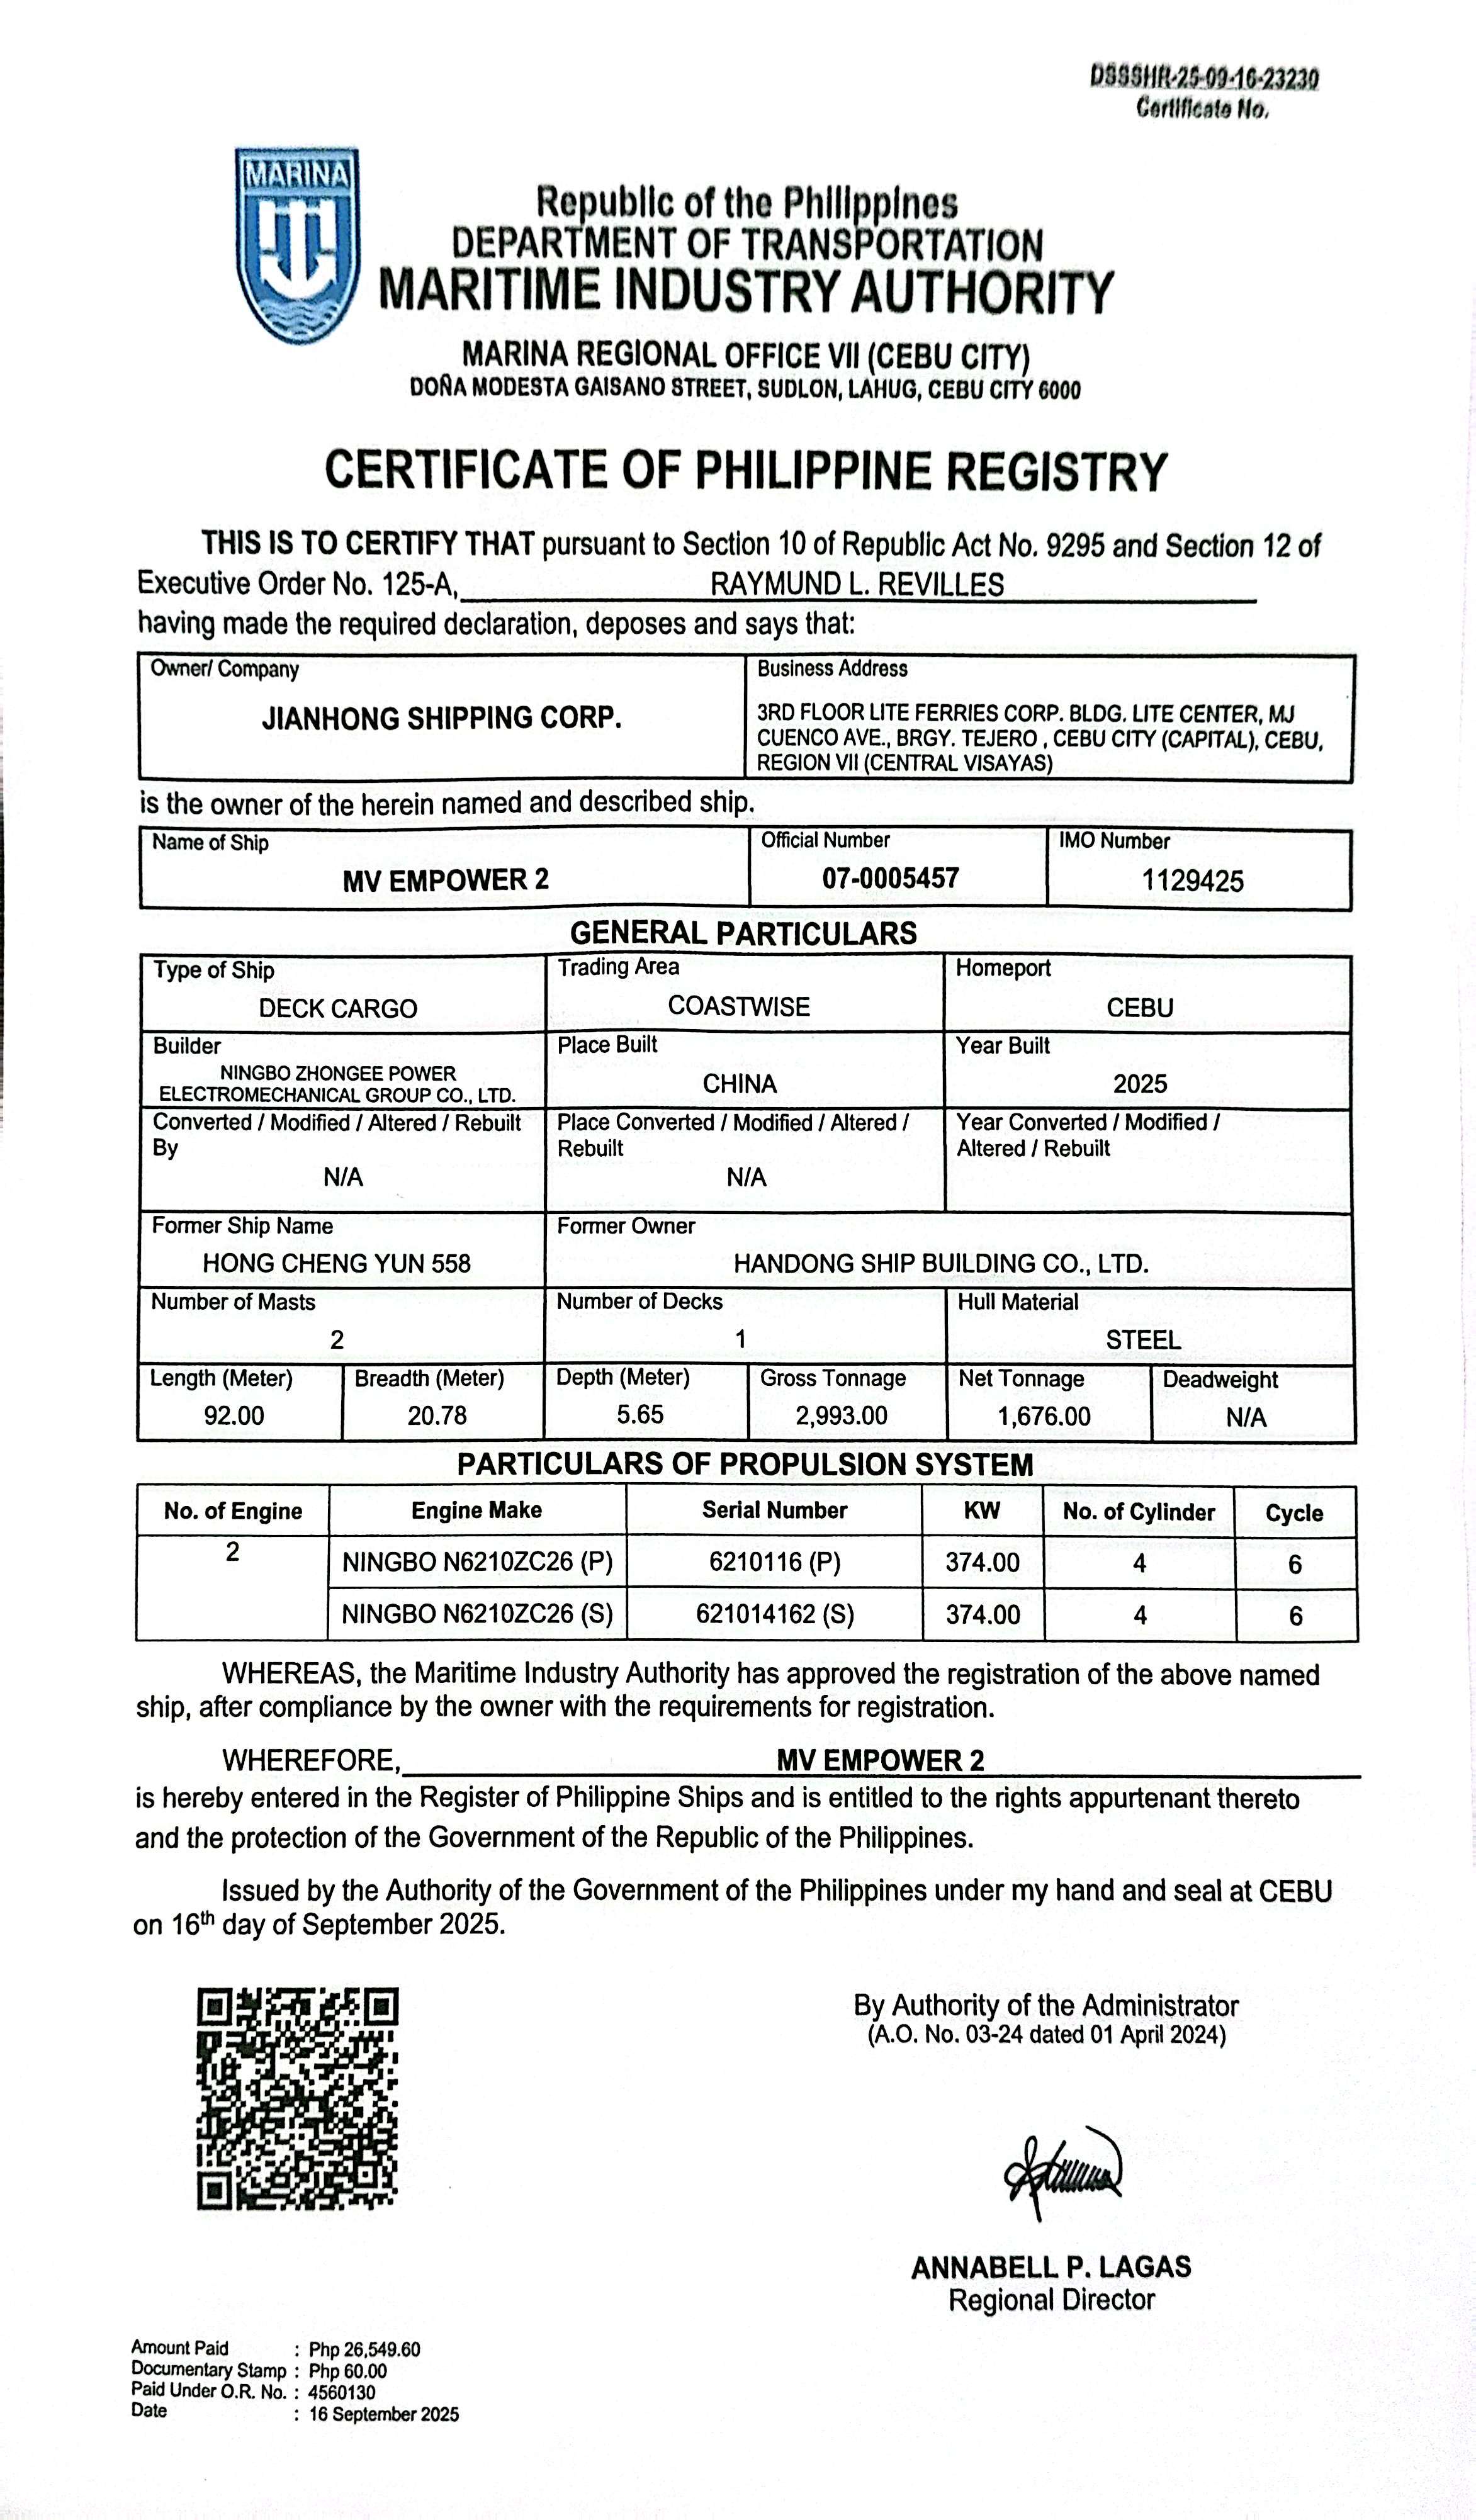 DSSSHR-25-09-16-23230
Certificate No.
MARINA
Republic of the Philippines
DEPARTMENT OF TRANSPORTATION
MARITIME INDUSTRY AUTHORITY
MARINA REGIONAL OFFICE VII (CEBU CITY)
DOÑA MODESTA GAISANO STREET, SUDLON, LAHUG, CEBU CITY 6000
CERTIFICATE OF PHILIPPINE REGISTRY
THIS IS TO CERTIFY THAT pursuant to Section 10 of Republic Act No. 9295 and Section 12 of
Executive Order No. 125-A, RAYMUND L. REVILLES
having made the required declaration, deposes and says that:
Owner/ Company
JIANHONG SHIPPING CORP.
Business Address
3RD FLOOR LITE FERRIES CORP. BLDG. LITE CENTER, MJ
CUENCO AVE., BRGY. TEJERO , CEBU CITY (CAPITAL), CEBU,
REGION VII (CENTRAL VISAYAS)
is the owner of the herein named and described ship.
Name of Ship
MV EMPOWER 2
Official Number
07-0005457
IMO Number
1129425
GENERAL PARTICULARS
Type of Ship
DECK CARGO
Trading Area
COASTWISE
Homeport
CEBU
Builder
NINGBO ZHONGEE POWER
ELECTROMECHANICAL GROUP CO., LTD.
Place Built
CHINA
Year Built
2025
Converted / Modified / Altered / Rebuilt
By
N/A
Place Converted / Modified / Altered /
Rebuilt
N/A
Year Converted / Modified /
Altered / Rebuilt
Former Ship Name
HONG CHENG YUN 558
Former Owner
HANDONG SHIP BUILDING CO., LTD.
Number of Masts
2
Number of Decks
1
Hull Material
STEEL
Length (Meter)
92.00
Breadth (Meter)
20.78
Depth (Meter)
5.65
Gross Tonnage
2,993.00
Net Tonnage
1,676.00
Deadweight
N/A
PARTICULARS OF PROPULSION SYSTEM
No. of Engine Engine Make Serial Number KW No. of Cylinder Cycle
2 NINGBO N6210ZC26 (P) 6210116 (P) 374.00 4 6
NINGBO N6210ZC26 (S) 621014162 (S) 374.00 4 6
WHEREAS, the Maritime Industry Authority has approved the registration of the above named
ship, after compliance by the owner with the requirements for registration.
WHEREFORE, MV EMPOWER 2
is hereby entered in the Register of Philippine Ships and is entitled to the rights appurtenant thereto
and the protection of the Government of the Republic of the Philippines.
Issued by the Authority of the Government of the Philippines under my hand and seal at CEBU
on 16th day of September 2025.
By Authority of the Administrator
(A.O. No. 03-24 dated 01 April 2024)
ANNABELL P. LAGAS
Regional Director
Amount Paid : Php 26,549.60
Documentary Stamp : Php 60.00
Paid Under O.R. No. : 4560130
Date : 16 September 2025